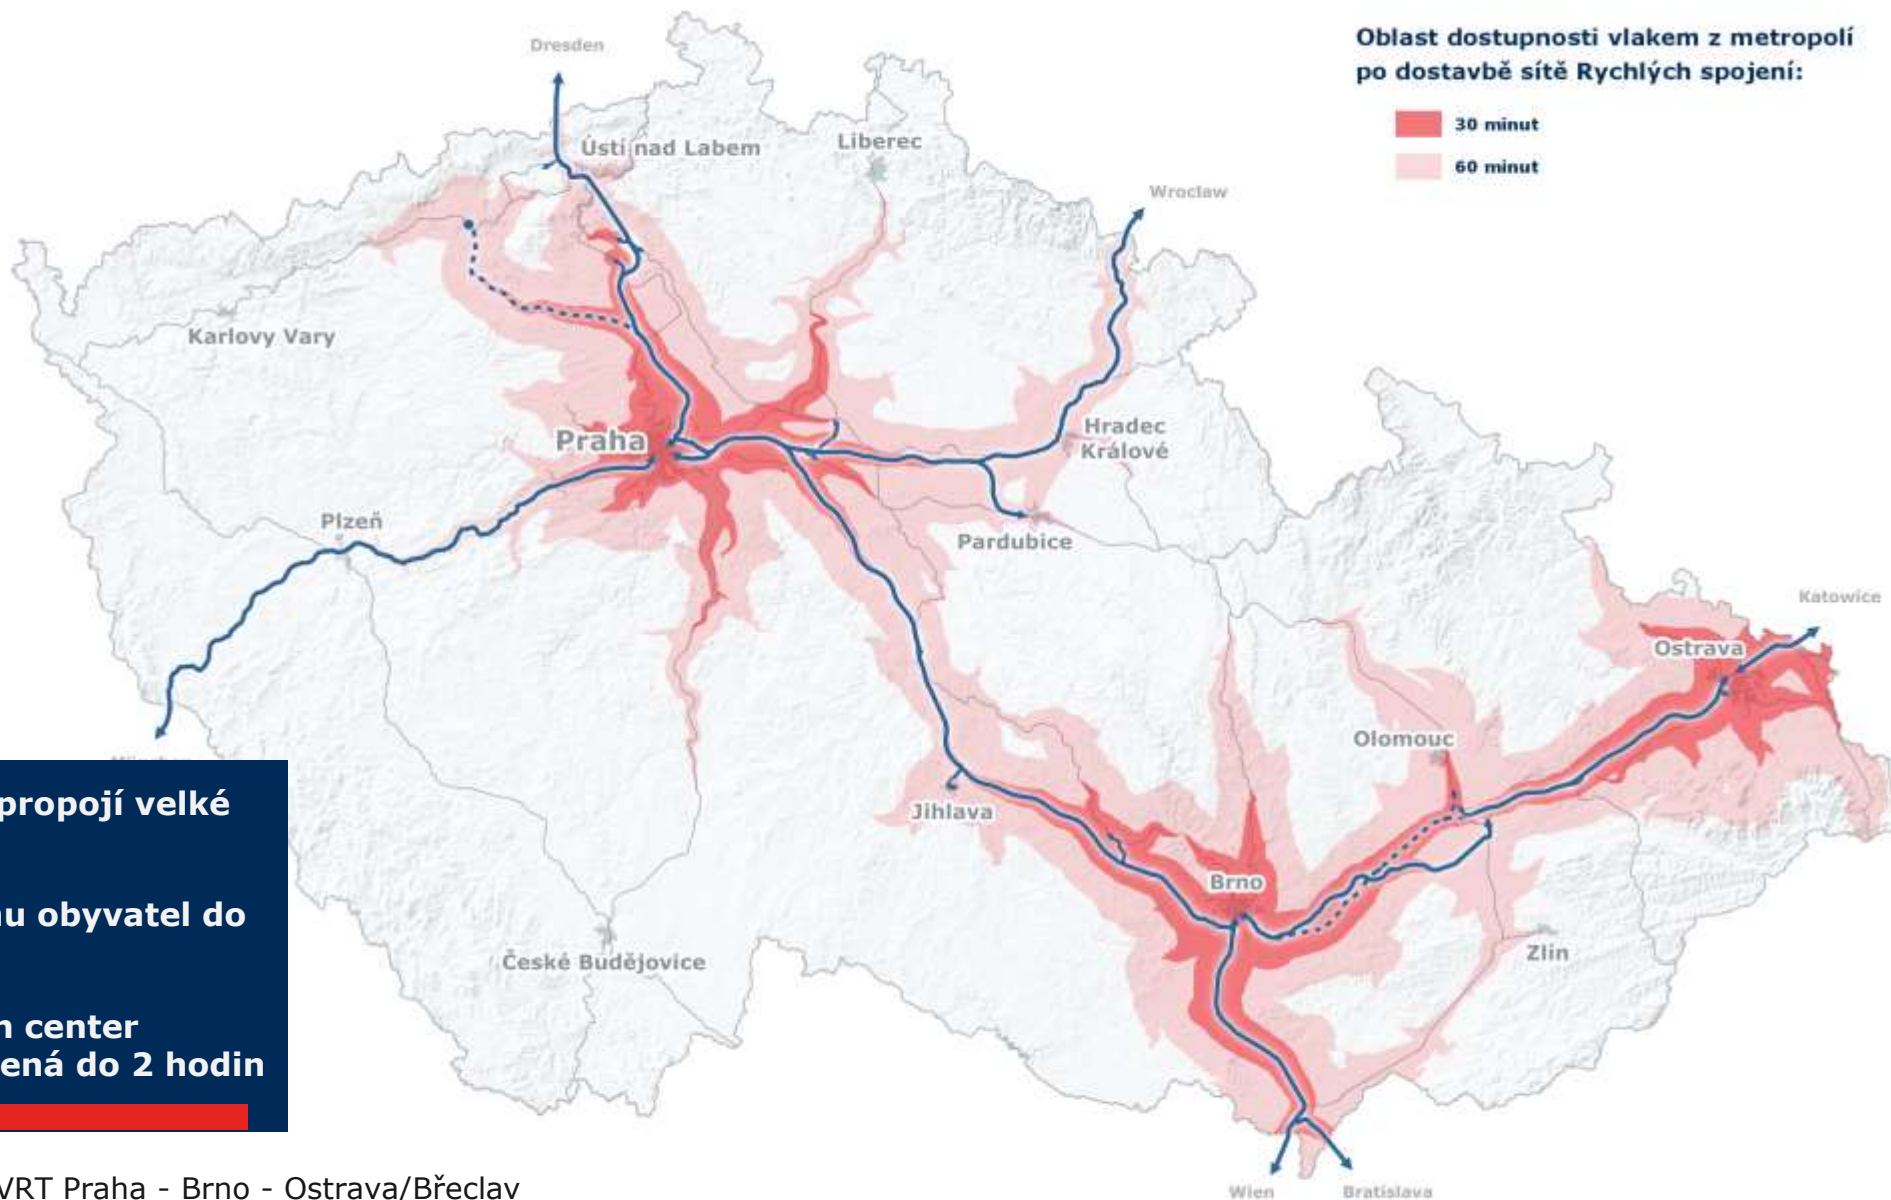 Oblast dostupnosti vlakem z metropolí
po dostavbě sítě Rychlých spojení:
30 minut
60 minut
Dresden
Ústí nad Labem
Liberec
Wroclaw
Karlovy Vary
Praha
Hradec
Králové
Plzeň
Pardubice
Katowice
Ostrava
Olomouc
Jihlava
Brno
Zlín
České Budějovice
Wien
Bratislava
propojí velké
obyvatel do
center
do 2 hodin
VRT Praha - Brno - Ostrava/Břeclav